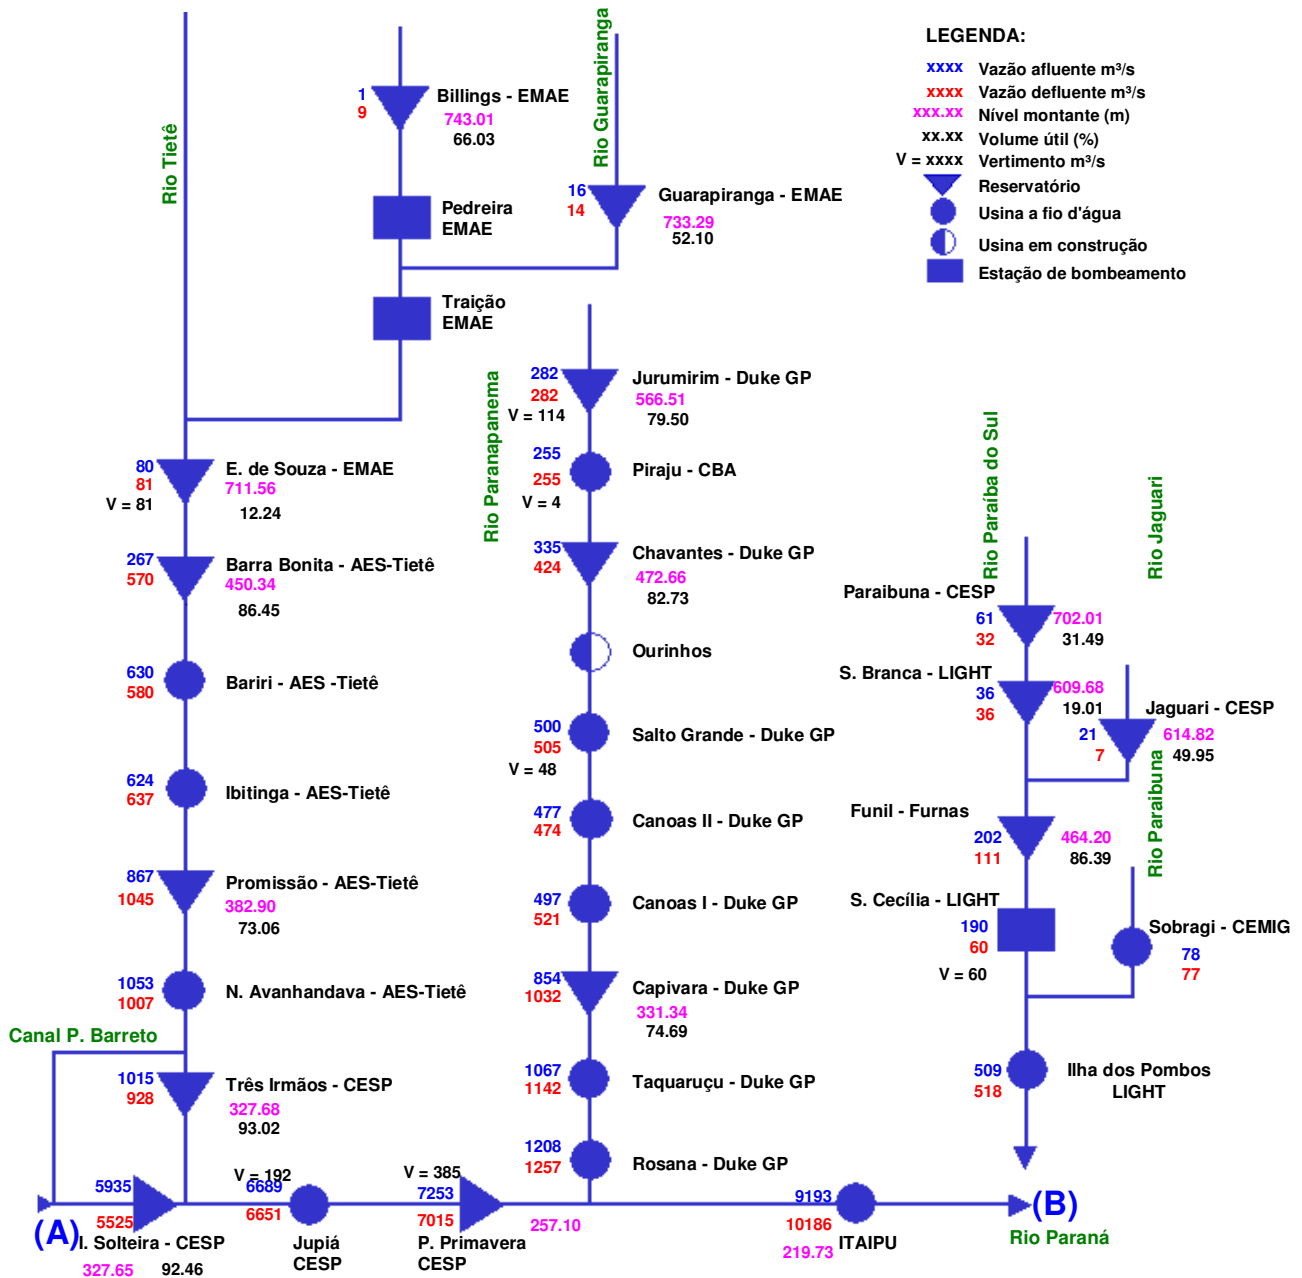 LEGENDA:
xxxx Vazão afluente m³/s
xxxx Vazão defluente m³/s
xxx.xx Nível montante (m)
xx.xx Volume útil (%)
V = xxxx Vertimento m³/s
Reservatório
Usina a fio d'água
Usina em construção
Estação de bombeamento
Rio Tietê
1
9
Billings - EMAE
743.01
66.03
Pedreira
EMAE
Rio Guarapiranga
16
14
Guarapiranga - EMAE
733.29
52.10
Traição
EMAE
80
81
V = 81
E. de Souza - EMAE
711.56
12.24
267
570
Barra Bonita - AES-Tietê
450.34
86.45
630
580
Bariri - AES -Tietê
624
637
Ibitinga - AES-Tietê
867
1045
Promissão - AES-Tietê
382.90
73.06
1053
1007
N. Avanhandava - AES-Tietê
Canal P. Barreto
1015
928
Três Irmãos - CESP
327.68
93.02
Rio Paranapanema
282
282
V = 114
Jurumirim - Duke GP
566.51
79.50
255
255
V = 4
Piraju - CBA
335
424
Chavantes - Duke GP
472.66
82.73
Ourinhos
500
505
V = 48
Salto Grande - Duke GP
477
474
Canoas II - Duke GP
497
521
Canoas I - Duke GP
854
1032
Capivara - Duke GP
331.34
74.69
1067
1142
Taquaruçu - Duke GP
1208
1257
Rosana - Duke GP
Rio Paraíba do Sul
Rio Jaguari
Paraibuna - CESP
61
32
702.01
31.49
S. Branca - LIGHT
36
36
609.68
19.01
Jaguari - CESP
21
7
614.82
49.95
Funil - Furnas
202
111
464.20
86.39
Rio Paraibuna
S. Cecília - LIGHT
190
60
V = 60
Sobragi - CEMIG
78
77
509
518
Ilha dos Pombos
LIGHT
(A)
5935
5525
I. Solteira - CESP
327.65 92.46
V = 192
6689
6651
Jupiá
CESP
V = 385
7253
7015
P. Primavera
CESP
257.10
9193
10186
ITAIPU
219.73
(B)
Rio Paraná